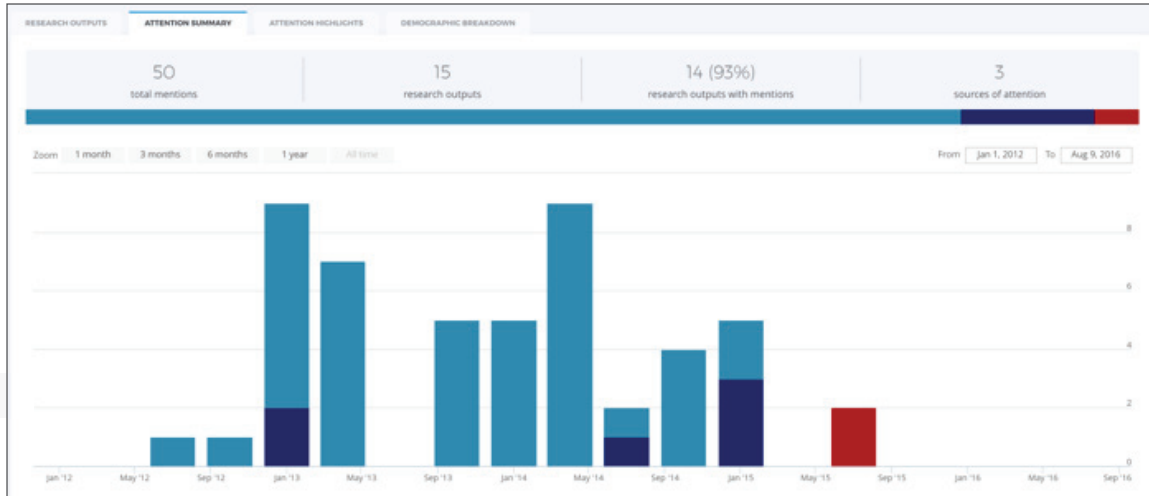 RESEARCH OUTPUTS ATTENTION SUMMARY ATTENTION HIGHLIGHTS DEMOGRAPHIC BREAKDOWN
50 15 14 (93%) 3
total mentions research outputs research outputs with mentions sources of attention
Zoom 1 month 3 months 6 months 1 year All time From Jan 1, 2012 To Aug 9, 2016
8
6
4
2
0
Jan '12 May '12 Sep '12 Jan '13 May '13 Sep '13 Jan '14 May '14 Sep '14 Jan '15 May '15 Sep '15 Jan '16 May '16 Sep '16